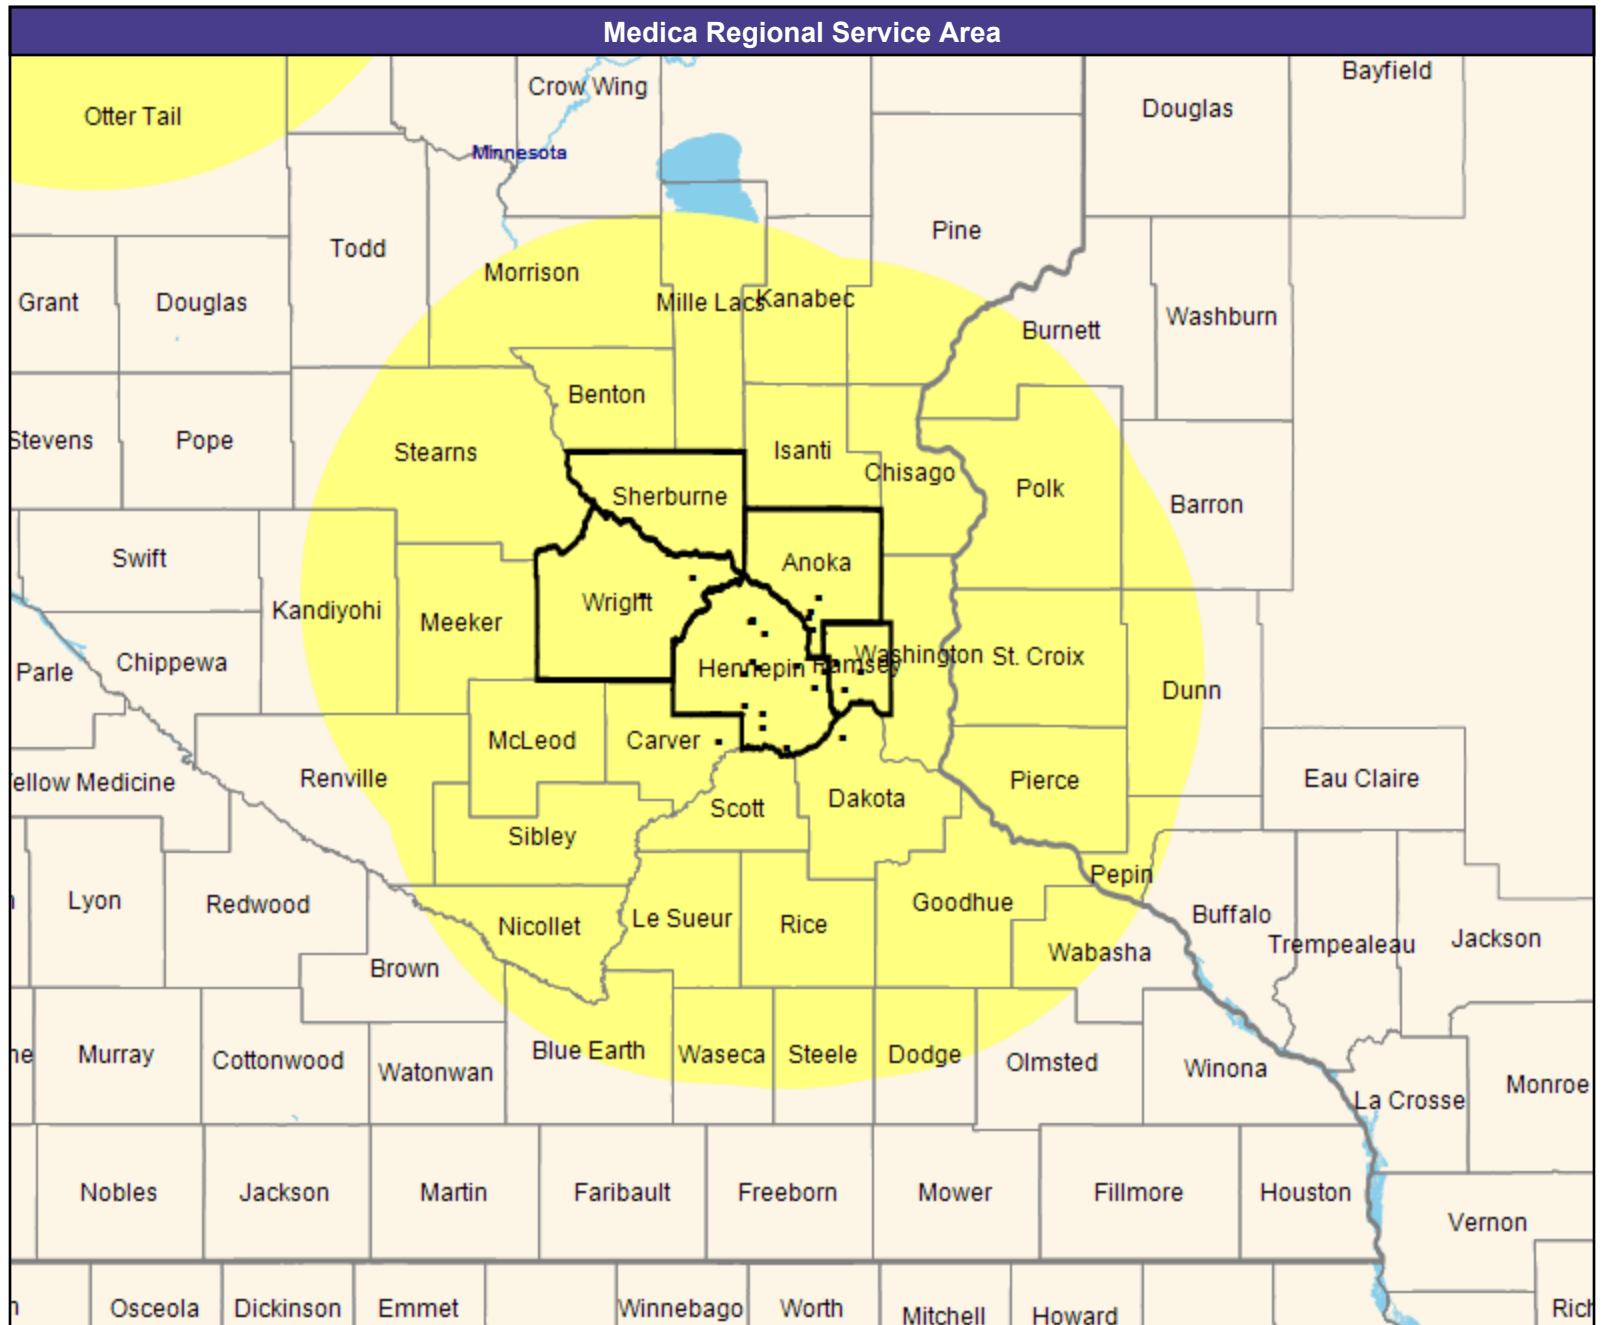 Medica Regional Service Area
Bayfield
Crow Wing
Douglas
Otter Tail
Minnesota
Pine
Todd
Morrison
Grant
Douglas
Mille Lacs
Kanabec
Washburn
Burnett
Benton
Stevens
Pope
Stearns
Isanti
Chisago
Polk
Sherburne
Barron
Swift
Anoka
Wright
Kandiyohi
Meeker
Washington
St. Croix
Parle
Chippewa
Hennepin
Ramsey
Dunn
McLeod
Carver
Renville
Pierce
Eau Claire
ellow Medicine
Scott
Dakota
Sibley
Pepin
Lyon
Redwood
Goodhue
Nicollet
Le Sueur
Rice
Buffalo
Trempealeau
Jackson
Wabasha
Brown
Blue Earth
Waseca
Steele
Dodge
Olmsted
Winona
ne
Murray
Cottonwood
Watonwan
La Crosse
Monroe
Nobles
Jackson
Martin
Faribault
Freeborn
Mower
Fillmore
Houston
Vernon
Osceola
Dickinson
Emmet
Winnebago
Worth
Mitchell
Howard
Rich